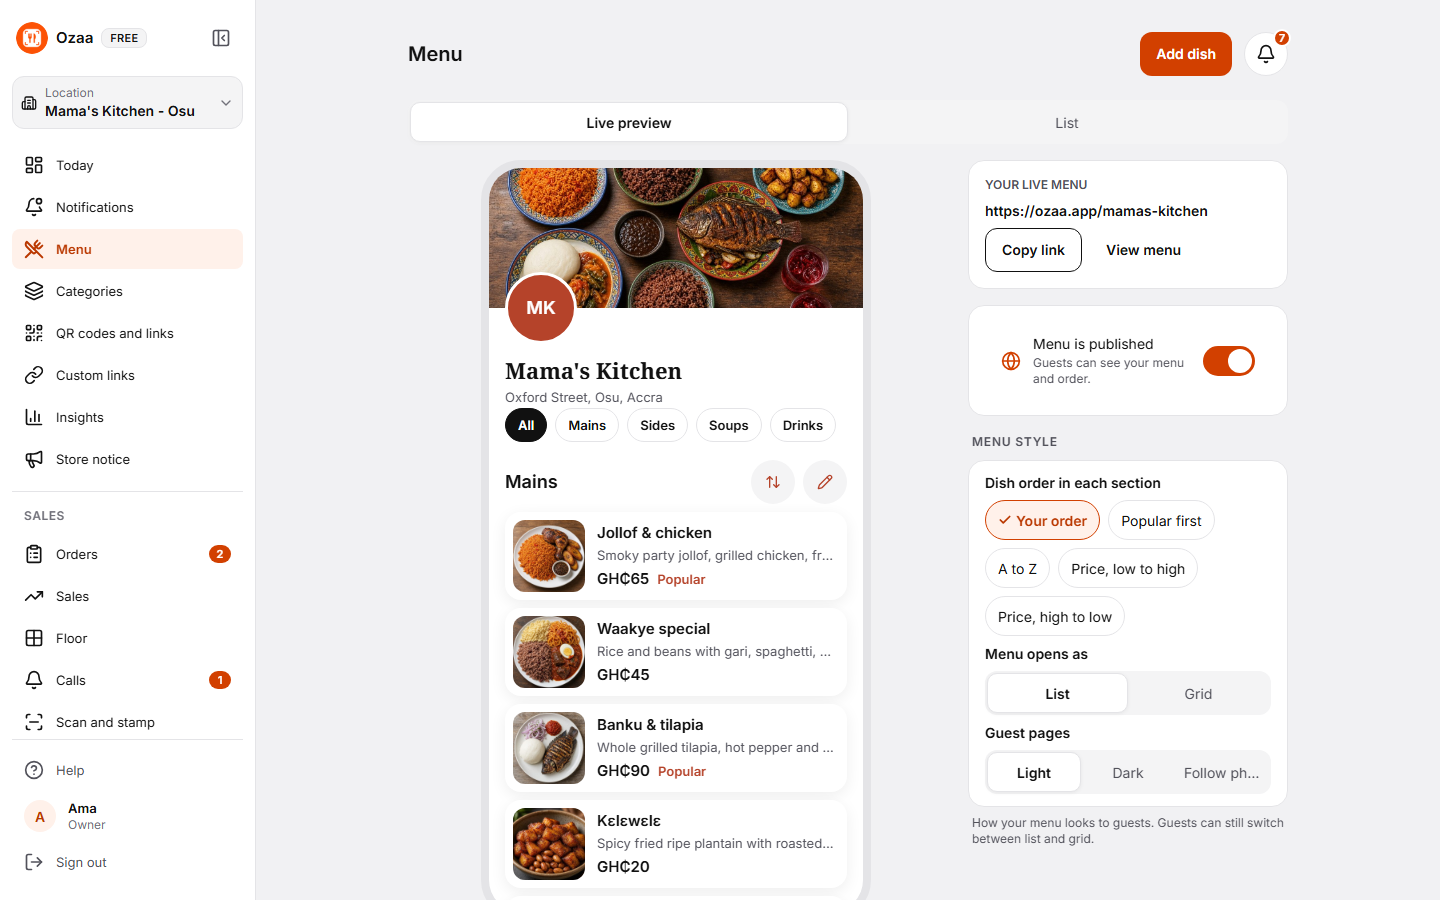 Ozaa FREE
Location
Mama's Kitchen - Osu
Today
Notifications
Menu
Categories
QR codes and links
Custom links
Insights
Store notice
SALES
Orders 2
Sales
Floor
Calls 1
Scan and stamp
Help
A
Ama
Owner
Sign out
Menu
Add dish
7
Live preview
List
MK
Mama's Kitchen
Oxford Street, Osu, Accra
All Mains Sides Soups Drinks
Mains
Jollof & chicken
Smoky party jollof, grilled chicken, fr...
GH₵65 Popular
Waakye special
Rice and beans with gari, spaghetti, ...
GH₵45
Banku & tilapia
Whole grilled tilapia, hot pepper and ...
GH₵90 Popular
Kɛlɛwɛlɛ
Spicy fried ripe plantain with roasted...
GH₵20
YOUR LIVE MENU
https://ozaa.app/mamas-kitchen
Copy link View menu
Menu is published
Guests can see your menu
and order.
MENU STYLE
Dish order in each section
Your order Popular first
A to Z Price, low to high
Price, high to low
Menu opens as
List Grid
Guest pages
Light Dark Follow ph...
How your menu looks to guests. Guests can still switch
between list and grid.